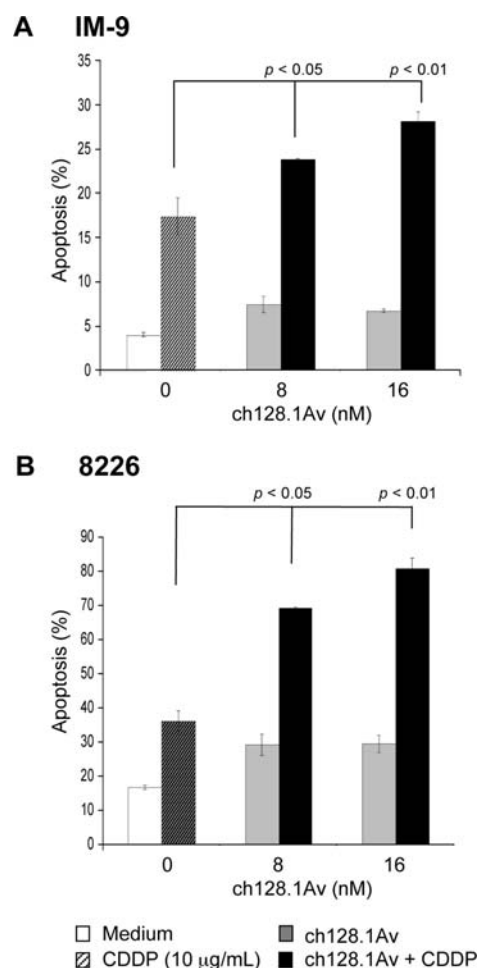 A IM-9
p < 0.05 p < 0.01
35
30
25
20
15
10
5
0
Apoptosis (%)
0 8 16
ch128.1Av (nM)
B 8226
p < 0.05 p < 0.01
90
80
70
60
50
40
30
20
10
0
Apoptosis (%)
0 8 16
ch128.1Av (nM)
Medium ch128.1Av
CDDP (10 µg/mL) ch128.1Av + CDDP